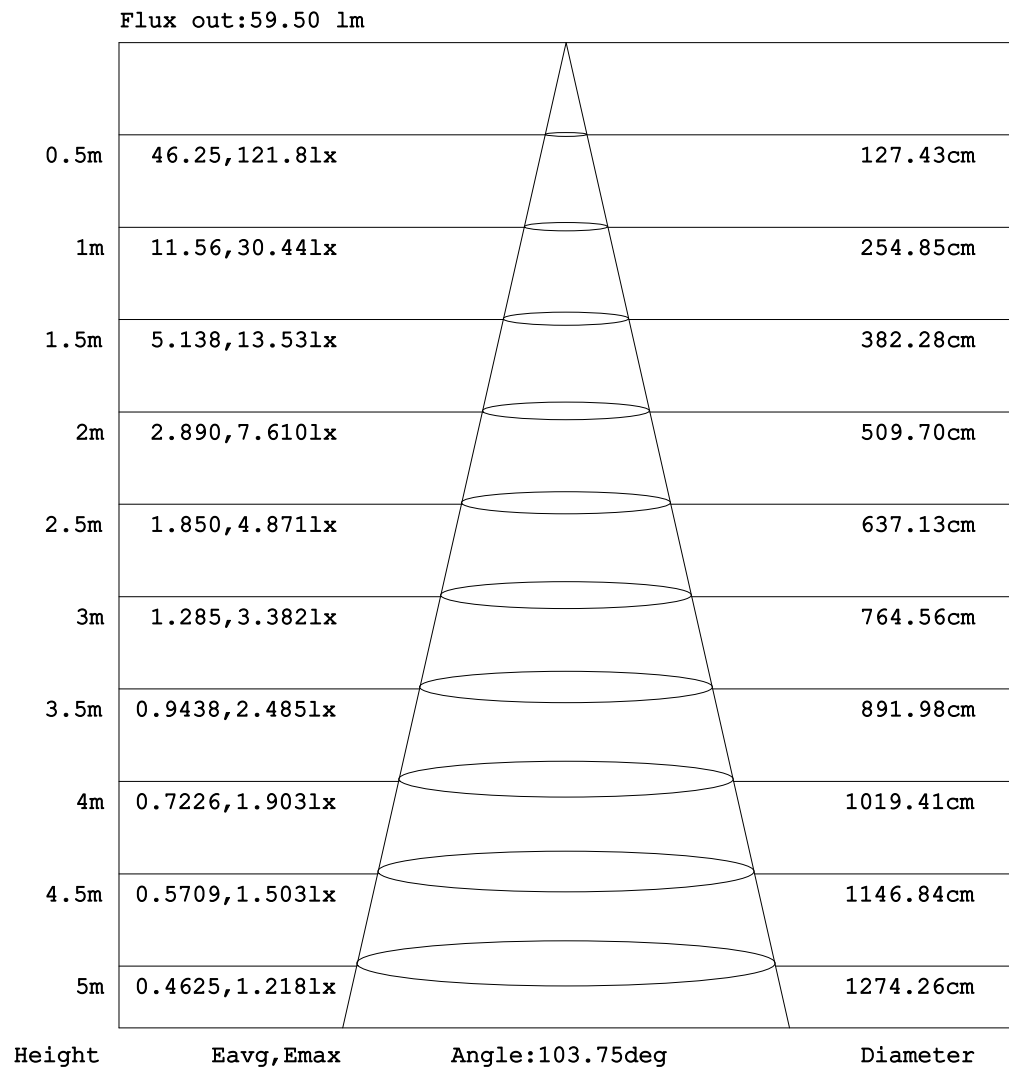 Flux out:59.50 lm
0.5m 46.25,121.8lx 127.43cm
1m 11.56,30.44lx 254.85cm
1.5m 5.138,13.53lx 382.28cm
2m 2.890,7.610lx 509.70cm
2.5m 1.850,4.871lx 637.13cm
3m 1.285,3.382lx 764.56cm
3.5m 0.9438,2.485lx 891.98cm
4m 0.7226,1.903lx 1019.41cm
4.5m 0.5709,1.503lx 1146.84cm
5m 0.4625,1.218lx 1274.26cm
Height Eavg,Emax Angle:103.75deg Diameter